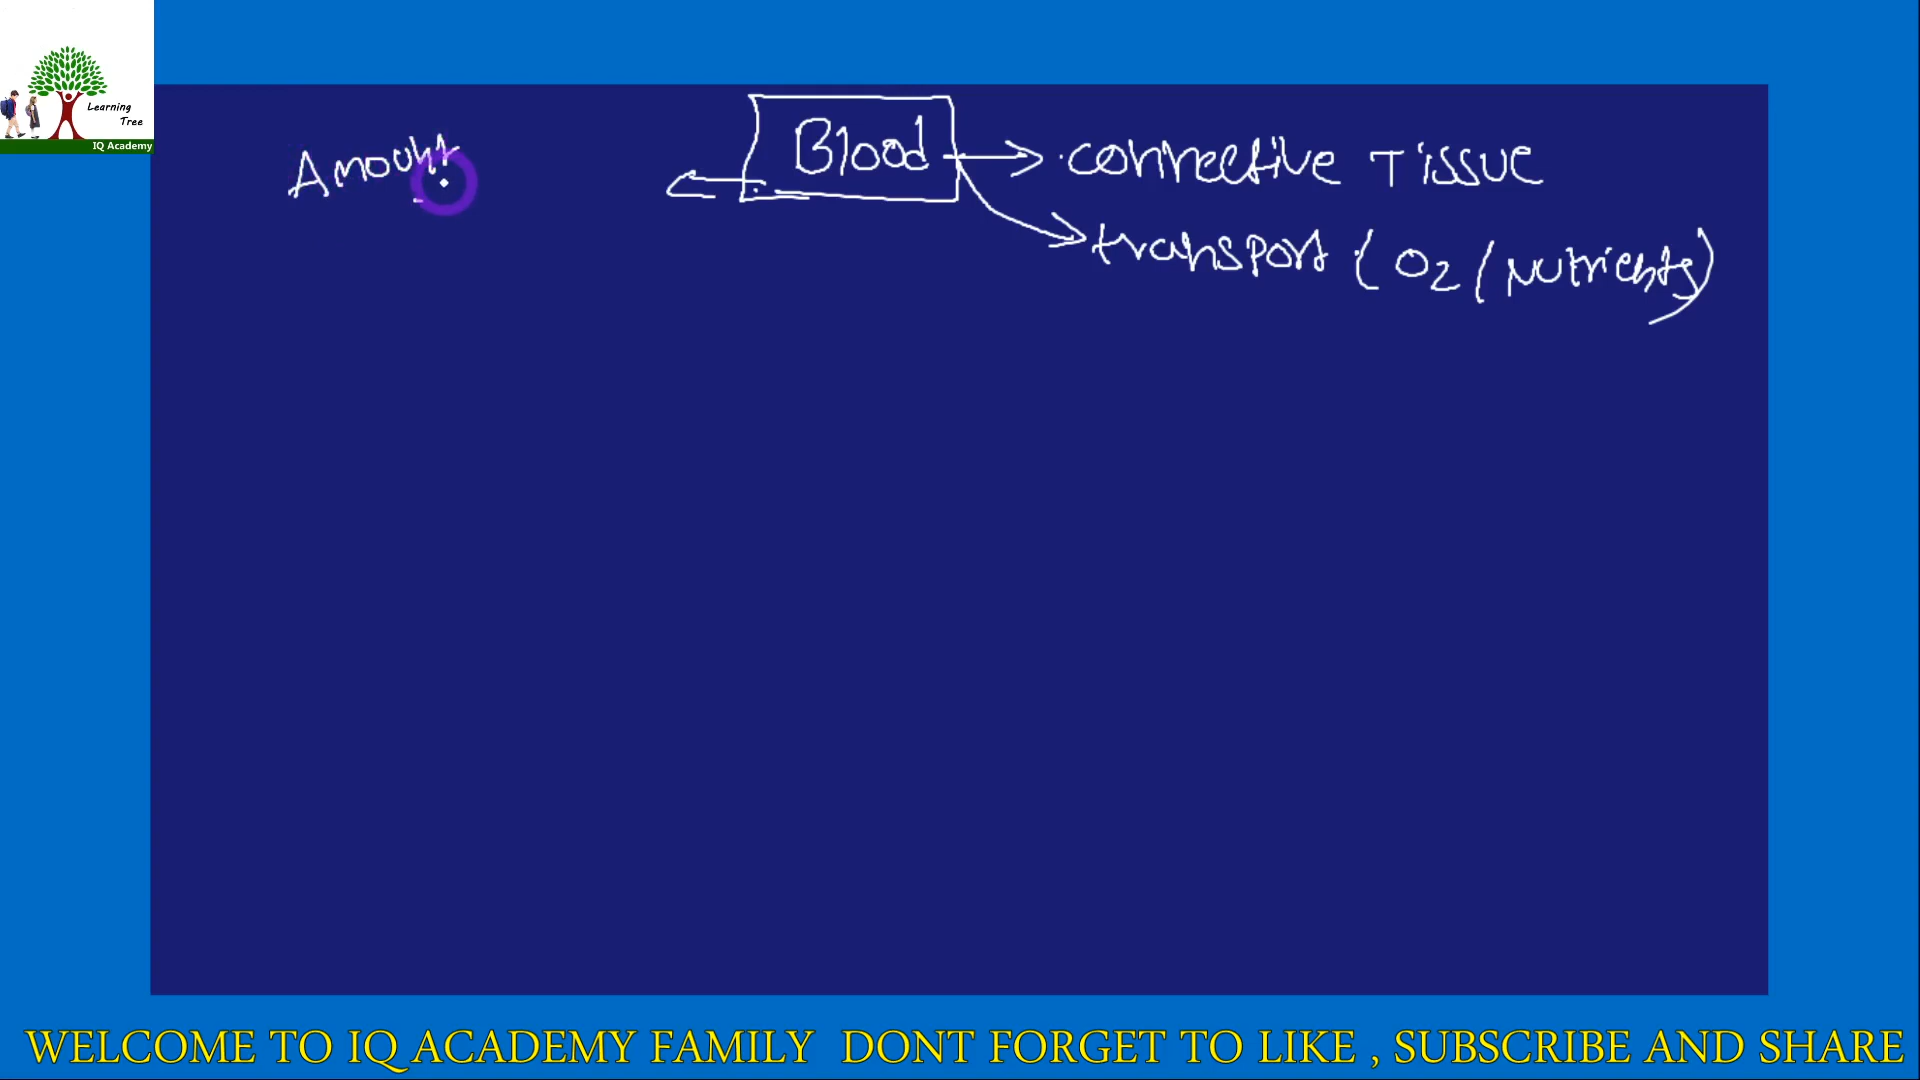 Learning
Tree
IQ Academy
Amount
Blood
connective Tissue
transport (O2/Nutrients)
WELCOME TO IQ ACADEMY FAMILY DONT FORGET TO LIKE , SUBSCRIBE AND SHARE